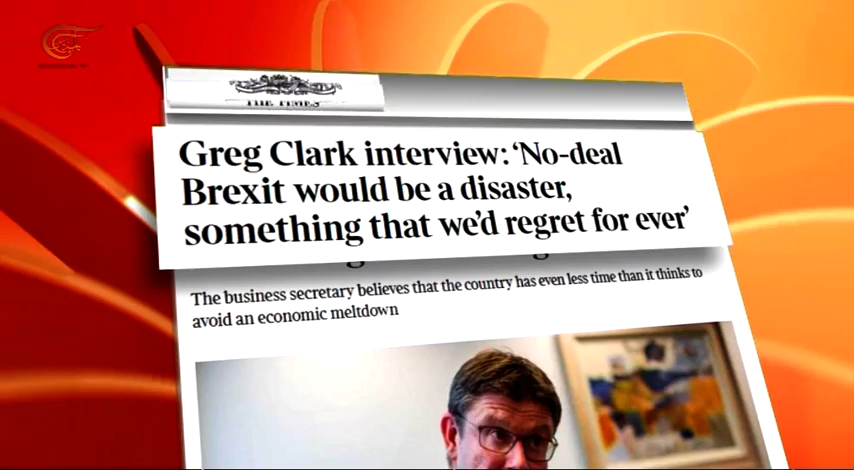 THE TIMES
Greg Clark interview: ‘No-deal
Brexit would be a disaster,
something that we’d regret for ever’
The business secretary believes that the country has even less time than it thinks to
avoid an economic meltdown